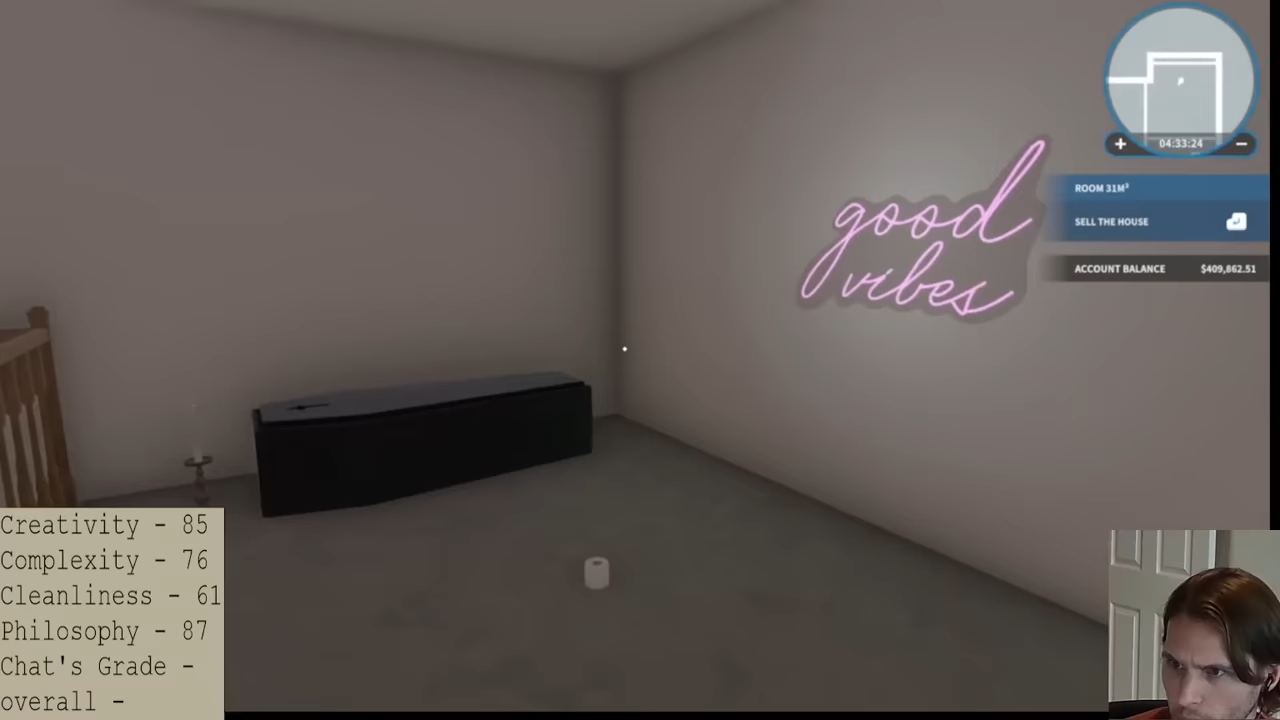 good
vibes
+ 04:33:24 −
ROOM 31M²
SELL THE HOUSE
ACCOUNT BALANCE $409,862.51
Creativity - 85
Complexity - 76
Cleanliness - 61
Philosophy - 87
Chat's Grade -
overall -